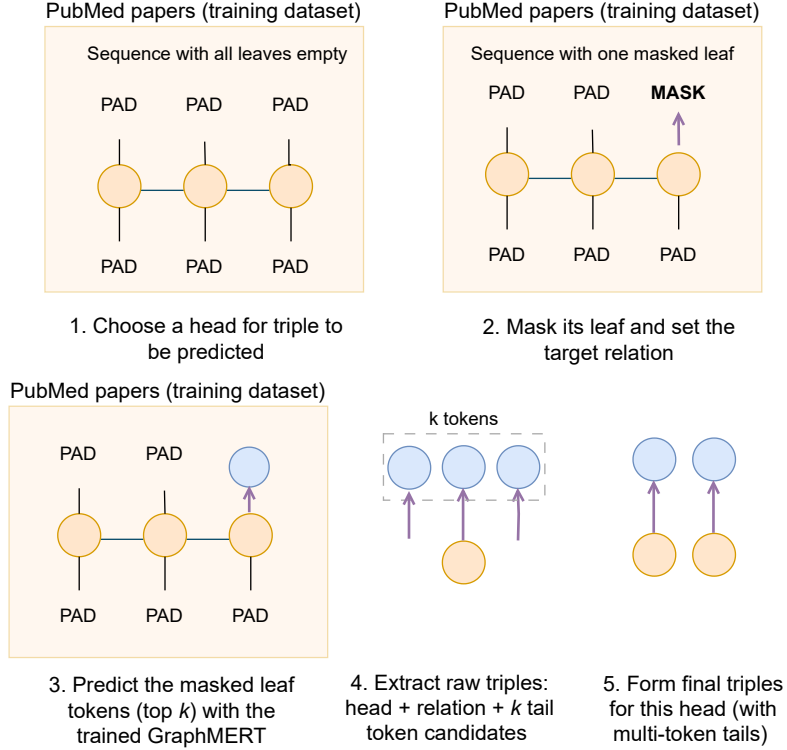 PubMed papers (training dataset)
Sequence with all leaves empty
PAD PAD PAD
PAD PAD PAD
1. Choose a head for triple to
be predicted
PubMed papers (training dataset)
Sequence with one masked leaf
PAD PAD MASK
PAD PAD PAD
2. Mask its leaf and set the
target relation
PubMed papers (training dataset)
PAD PAD
PAD PAD PAD
3. Predict the masked leaf
tokens (top k) with the
trained GraphMERT
k tokens
4. Extract raw triples:
head + relation + k tail
token candidates
5. Form final triples
for this head (with
multi-token tails)